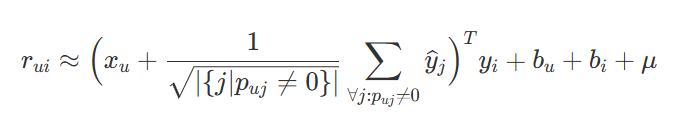 $r_{ui} \approx \left( x_u + \frac{1}{\sqrt{|\{j|p_{uj} \neq 0\}|}} \sum_{\forall j:p_{uj} \neq 0} \hat{y}_j \right)^T y_i + b_u + b_i + \mu$